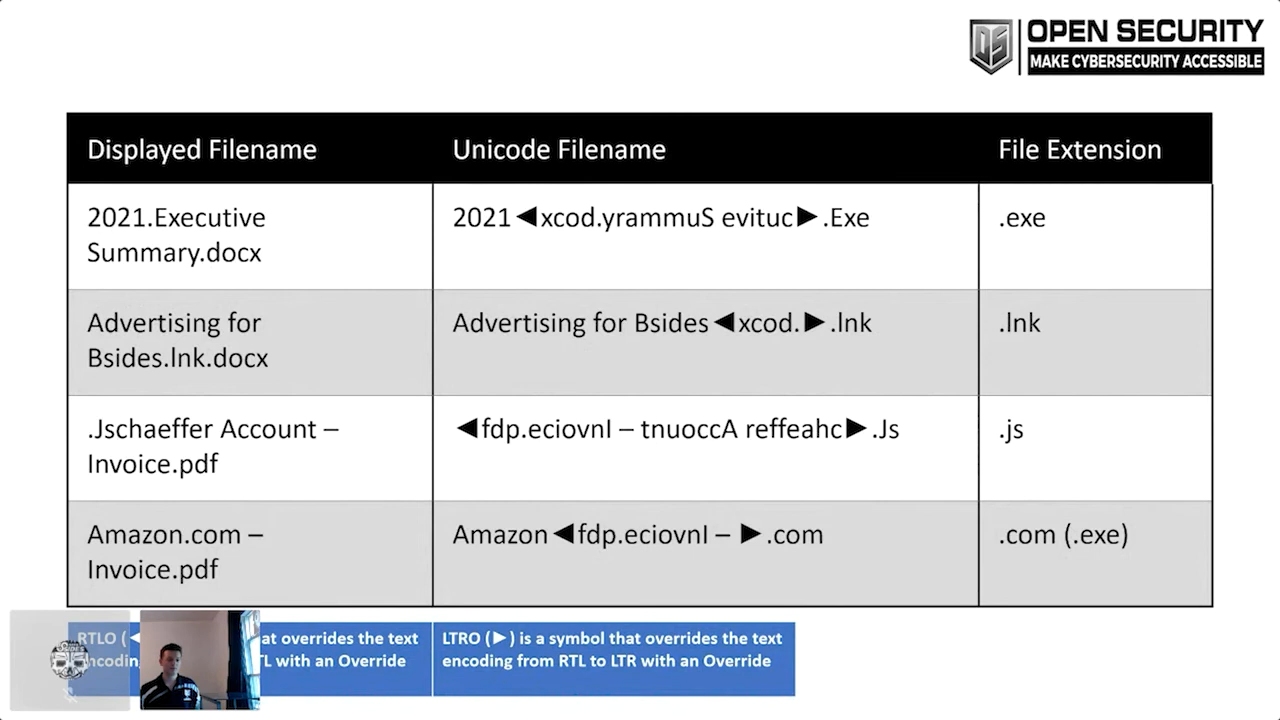 OPEN SECURITY
MAKE CYBERSECURITY ACCESSIBLE
Displayed Filename
Unicode Filename
File Extension
2021.Executive
Summary.docx
2021◄xcod.yrammuS evituc►.Exe
.exe
Advertising for
Bsides.lnk.docx
Advertising for Bsides◄xcod.►.lnk
.lnk
.Jschaeffer Account –
Invoice.pdf
◄fdp.eciovnI – tnuoccA reffeahc►.Js
.js
Amazon.com –
Invoice.pdf
Amazon◄fdp.eciovnI – ►.com
.com (.exe)
RTLO (◄ at overrides the text
TL with an Override
LTRO (►) is a symbol that overrides the text
encoding from RTL to LTR with an Override